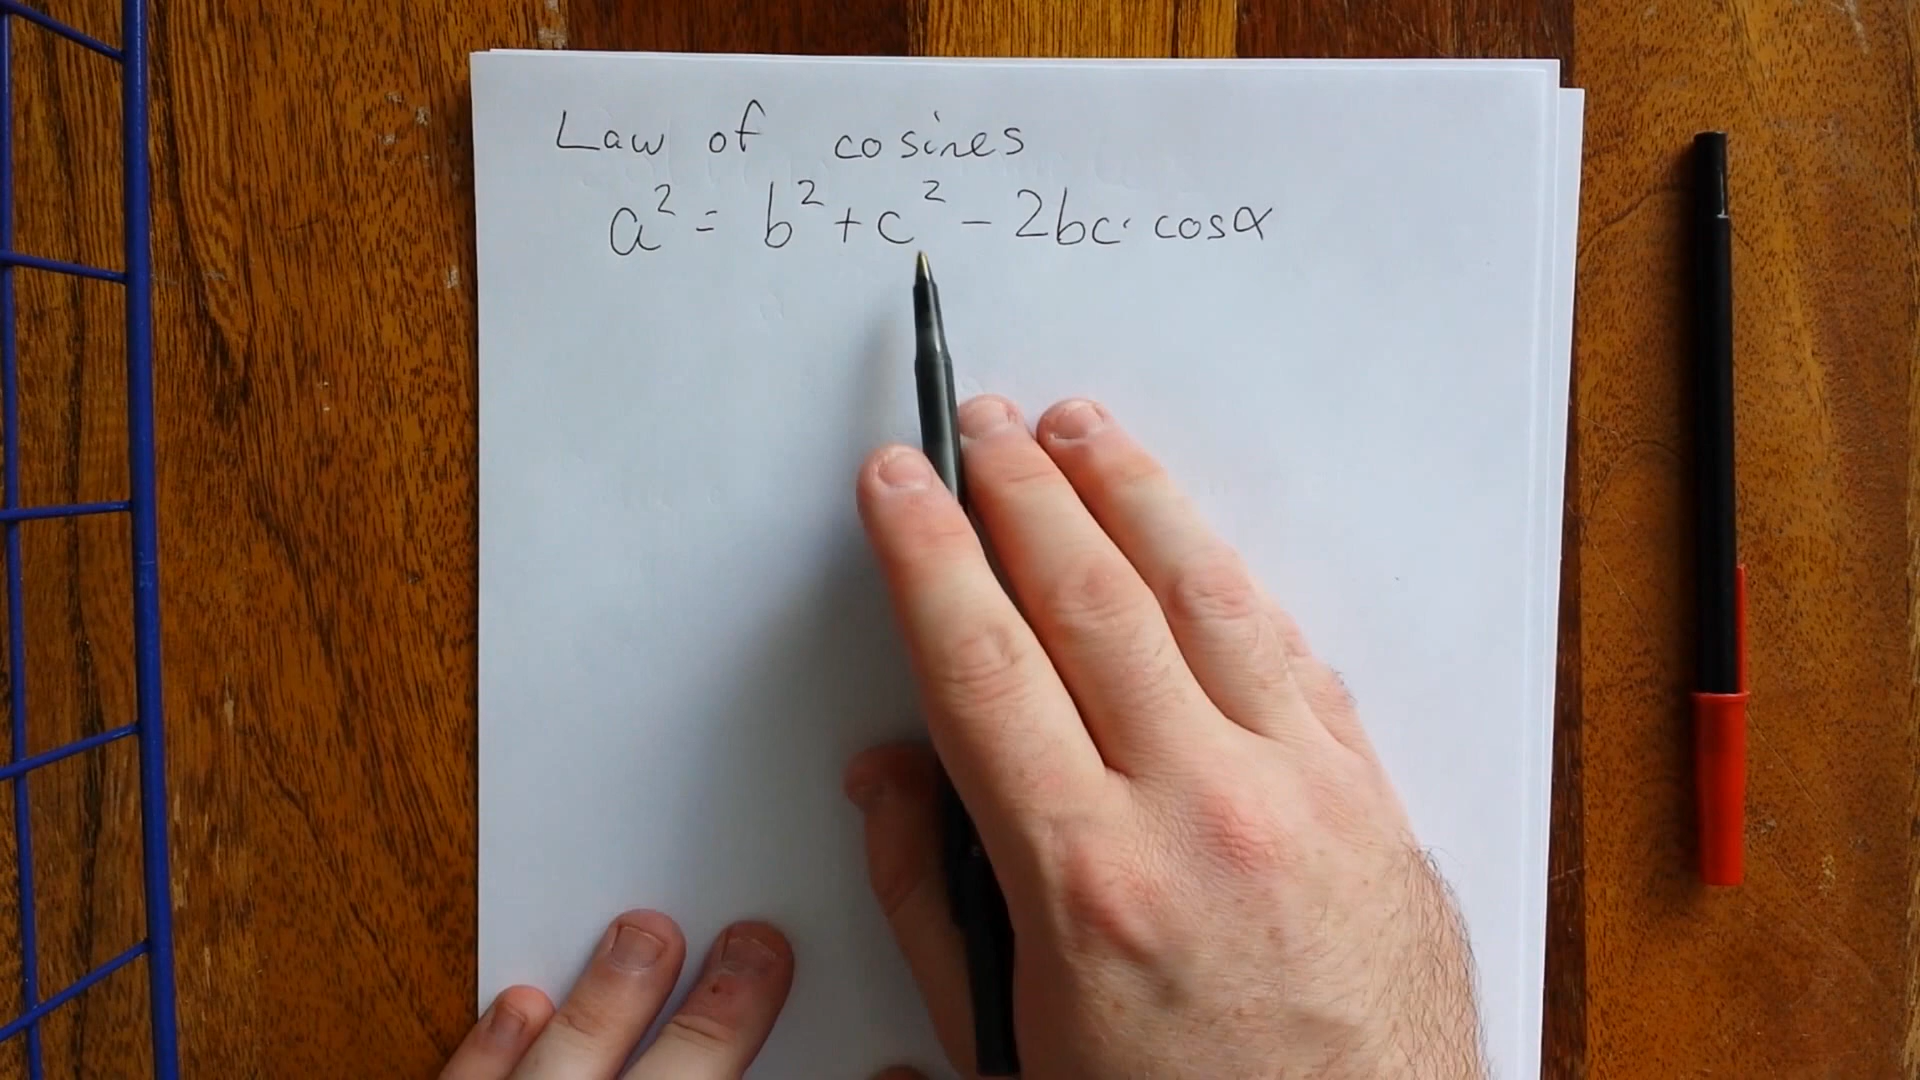 Law of cosines
a² = b² + c² - 2bc · cosα